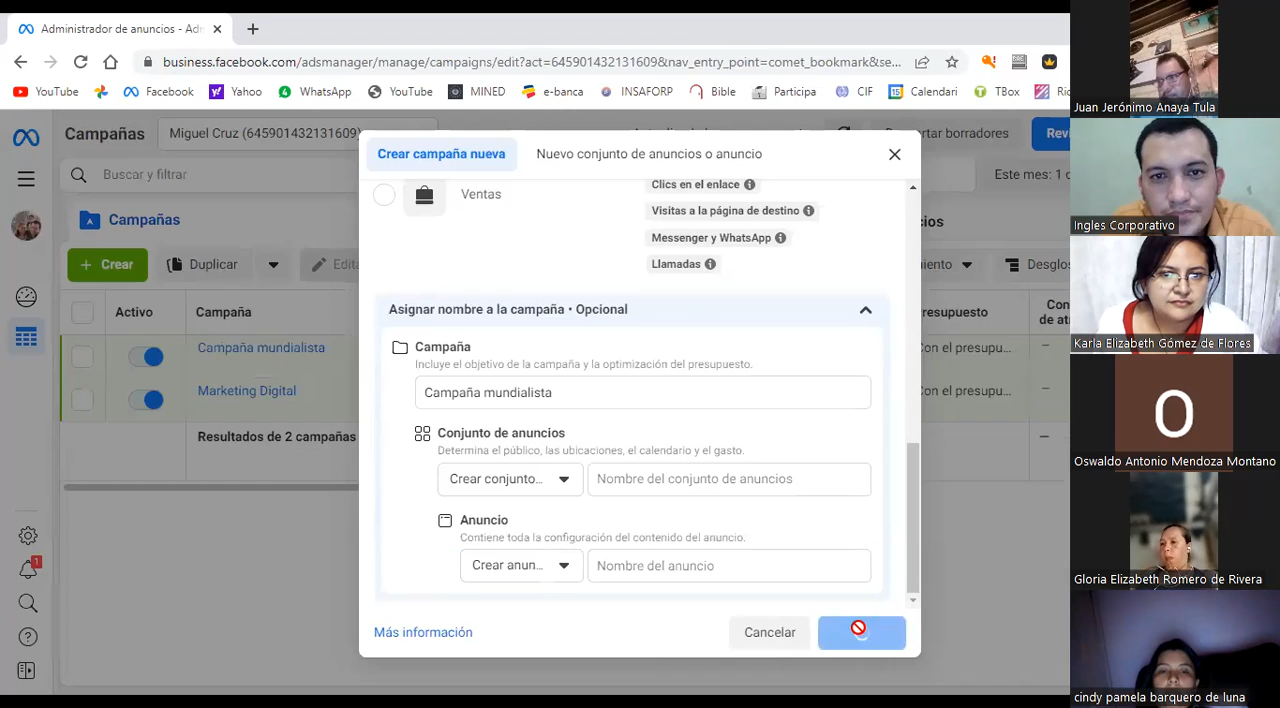 Administrador de anuncios - Adm
business.facebook.com/adsmanager/manage/campaigns/edit?act=645901432131609&nav_entry_point=comet_bookmark&se...
YouTube
Facebook
Yahoo
WhatsApp
YouTube
MINED
e-banca
INSAFORP
Bible
Participa
CIF
Calendari
TBox
Campañas
Miguel Cruz (645901432131609)
borradores
Revi
Buscar y filtrar
Este mes: 1
Campañas
Crear
Duplicar
Desglos
Activo
Campaña
Campaña mundialista
Marketing Digital
Resultados de 2 campañas
Con el presupu...
Con el presupu...
Crear campaña nueva
Nuevo conjunto de anuncios o anuncio
Ventas
Clics en el enlace
Visitas a la página de destino
Messenger y WhatsApp
Llamadas
Asignar nombre a la campaña • Opcional
Campaña
Incluye el objetivo de la campaña y la optimización del presupuesto.
Campaña mundialista
Conjunto de anuncios
Determina el público, las ubicaciones, el calendario y el gasto.
Crear conjunto...
Nombre del conjunto de anuncios
Anuncio
Contiene toda la configuración del contenido del anuncio.
Crear anun...
Nombre del anuncio
Más información
Cancelar
1
Juan Jerónimo Anaya Tula
Ingles Corporativo
Karla Elizabeth Gómez de Flores
O
Oswaldo Antonio Mendoza Montano
Gloria Elizabeth Romero de Rivera
cindy pamela barquero de luna